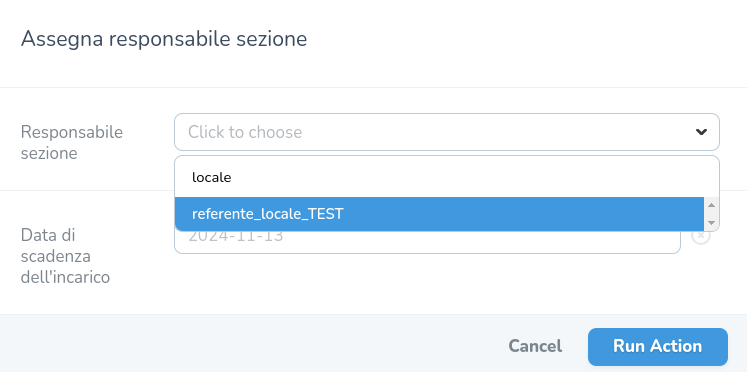 Assegna responsabile sezione
Responsabile
sezione
Click to choose
locale
referente_locale_TEST
Data di
scadenza
dell'incarico
2024-11-13
Cancel
Run Action